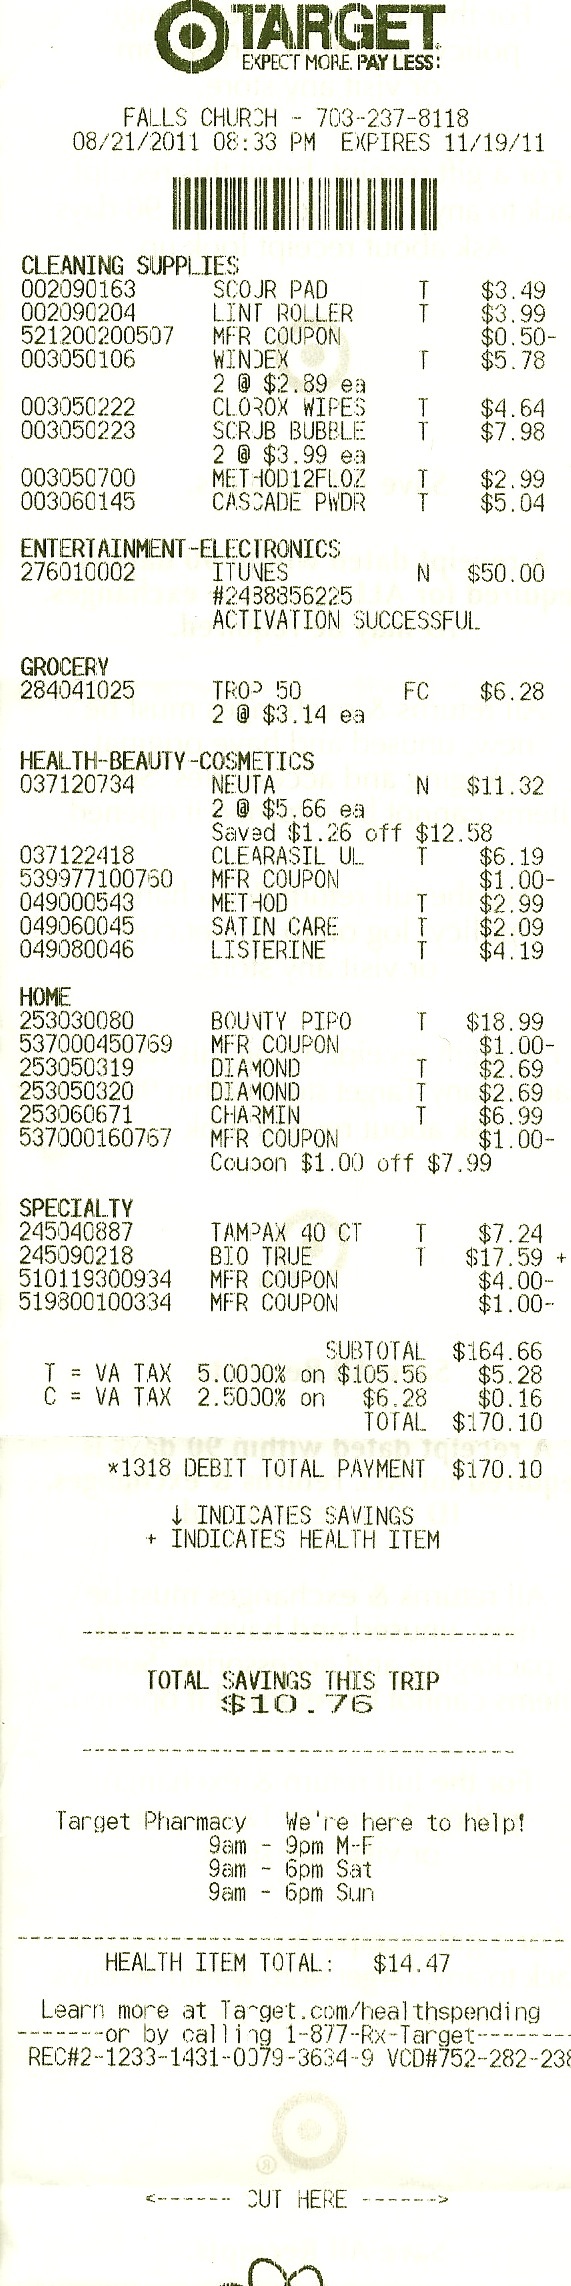 TARGET
EXPECT MORE. PAY LESS.
FALLS CHURCH - 703-237-8118
08/21/2011 08:33 PM EXPIRES 11/19/11
CLEANING SUPPLIES
002090163 SCOUR PAD T $3.49
002090204 LINT ROLLER T $3.99
521200200507 MFR COUPON $0.50-
003050106 WINDEX T $5.78
2 @ $2.89 ea
003050222 CLOROX WIPES T $4.64
003050223 SCRUB BUBBLE T $7.98
2 @ $3.99 ea
003050700 METHOD12FLOZ T $2.99
003060145 CASCADE PWDR T $5.04
ENTERTAINMENT-ELECTRONICS
276010002 ITUNES N $50.00
#2488856225
ACTIVATION SUCCESSFUL
GROCERY
284041025 TROP 50 FC $6.28
2 @ $3.14 ea
HEALTH-BEAUTY-COSMETICS
037120734 NEUTA N $11.32
2 @ $5.66 ea
Saved $1.26 off $12.58
037122418 CLEARASIL UL T $6.19
539977100760 MFR COUPON $1.00-
049000543 METHOD T $2.99
049060045 SATIN CARE T $2.09
049080046 LISTERINE T $4.19
HOME
253030080 BOUNTY PIPO T $18.99
537000450769 MFR COUPON $1.00-
253050319 DIAMOND T $2.69
253050320 DIAMOND T $2.69
253060671 CHARMIN T $6.99
537000160767 MFR COUPON $1.00-
Coupon $1.00 off $7.99
SPECIALTY
245040887 TAMPAX 40 CT T $7.24
245090218 BIO TRUE T $17.59 +
510119300934 MFR COUPON $4.00-
519800100334 MFR COUPON $1.00-
SUBTOTAL $164.66
T = VA TAX 5.0000% on $105.56 $5.28
C = VA TAX 2.5000% on $6.28 $0.16
TOTAL $170.10
*1318 DEBIT TOTAL PAYMENT $170.10
↓ INDICATES SAVINGS
+ INDICATES HEALTH ITEM
TOTAL SAVINGS THIS TRIP
$10.76
Target Pharmacy We're here to help!
9am - 9pm M-F
9am - 6pm Sat
9am - 6pm Sun
HEALTH ITEM TOTAL: $14.47
Learn more at Target.com/healthspending
-------or by calling 1-877-Rx-Target--------
REC#2-1233-1431-0079-3634-9 VCD#752-282-238
<------ CUT HERE ------>